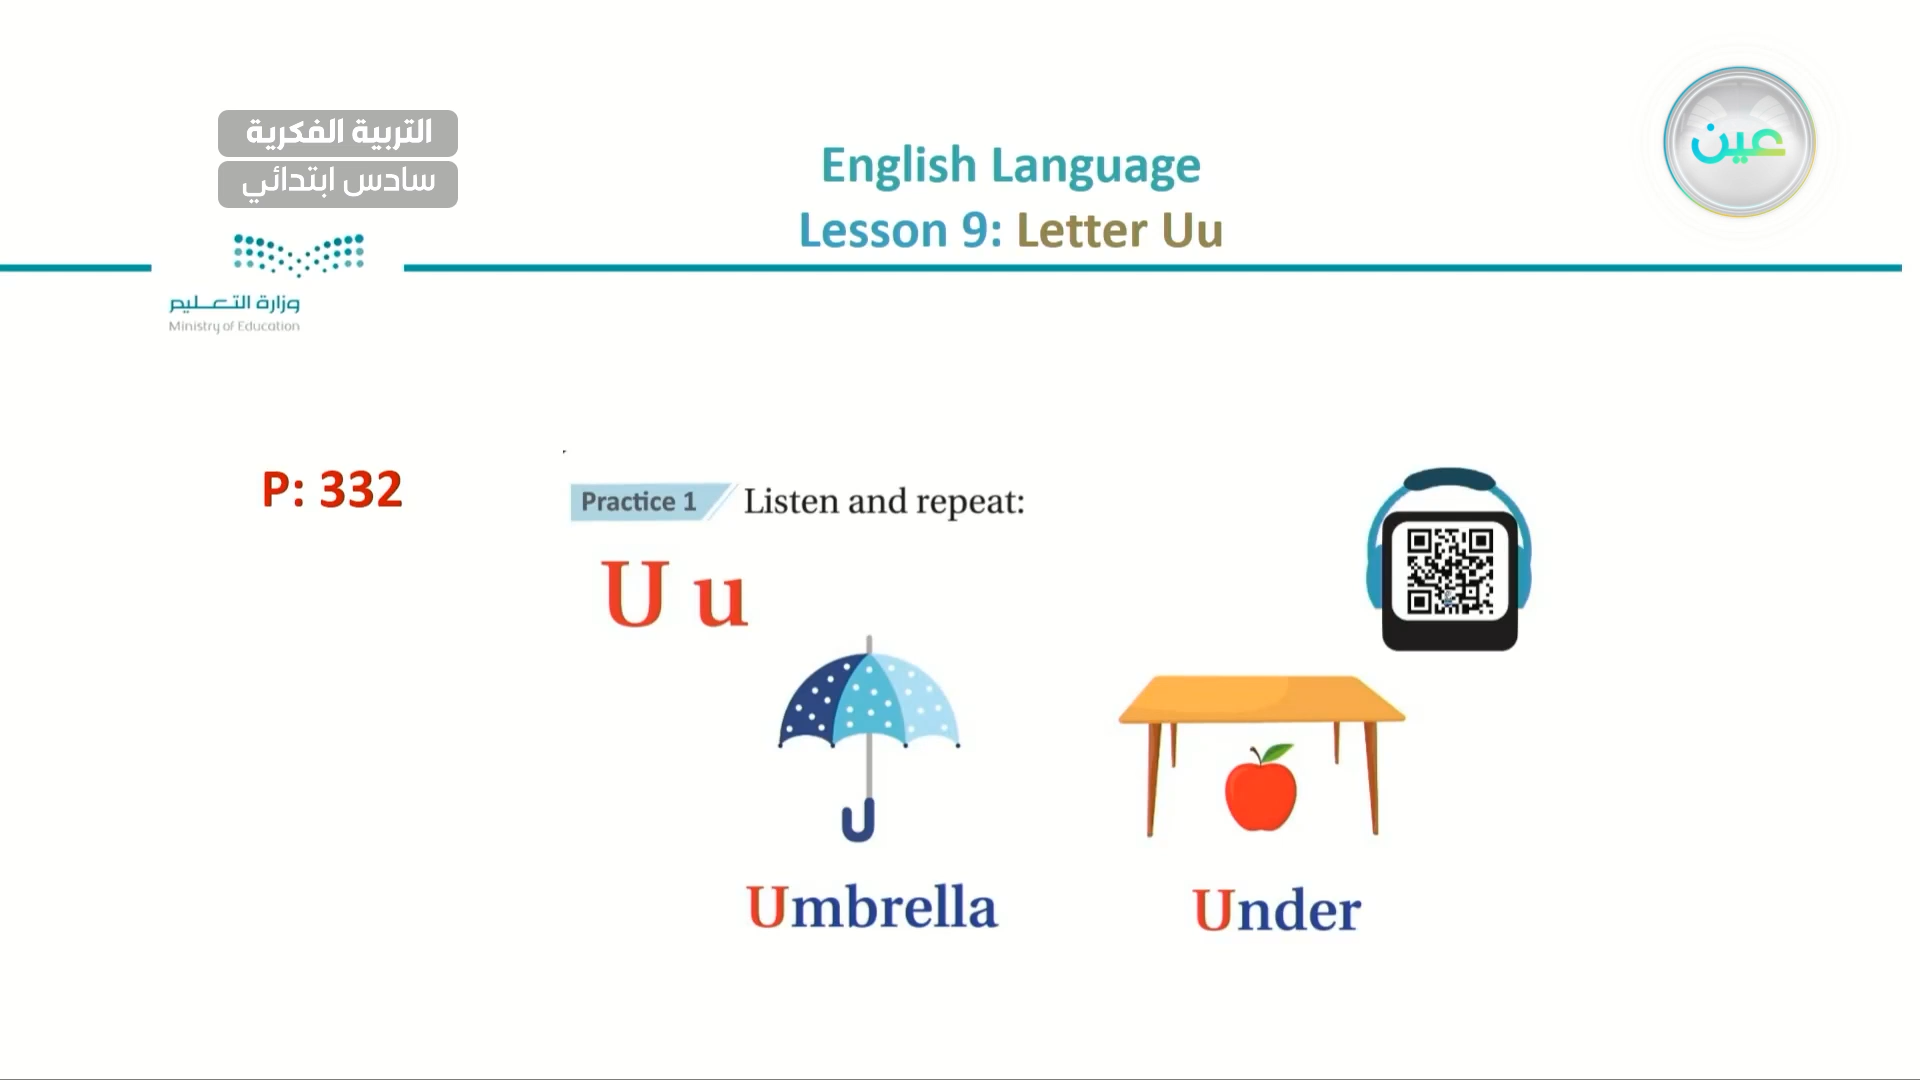 التربية الفكرية
سادس ابتدائي
عين
English Language
Lesson 9: Letter Uu
وزارة التعليم
Ministry of Education
P: 332
Practice 1 Listen and repeat:
U u
Umbrella
Under